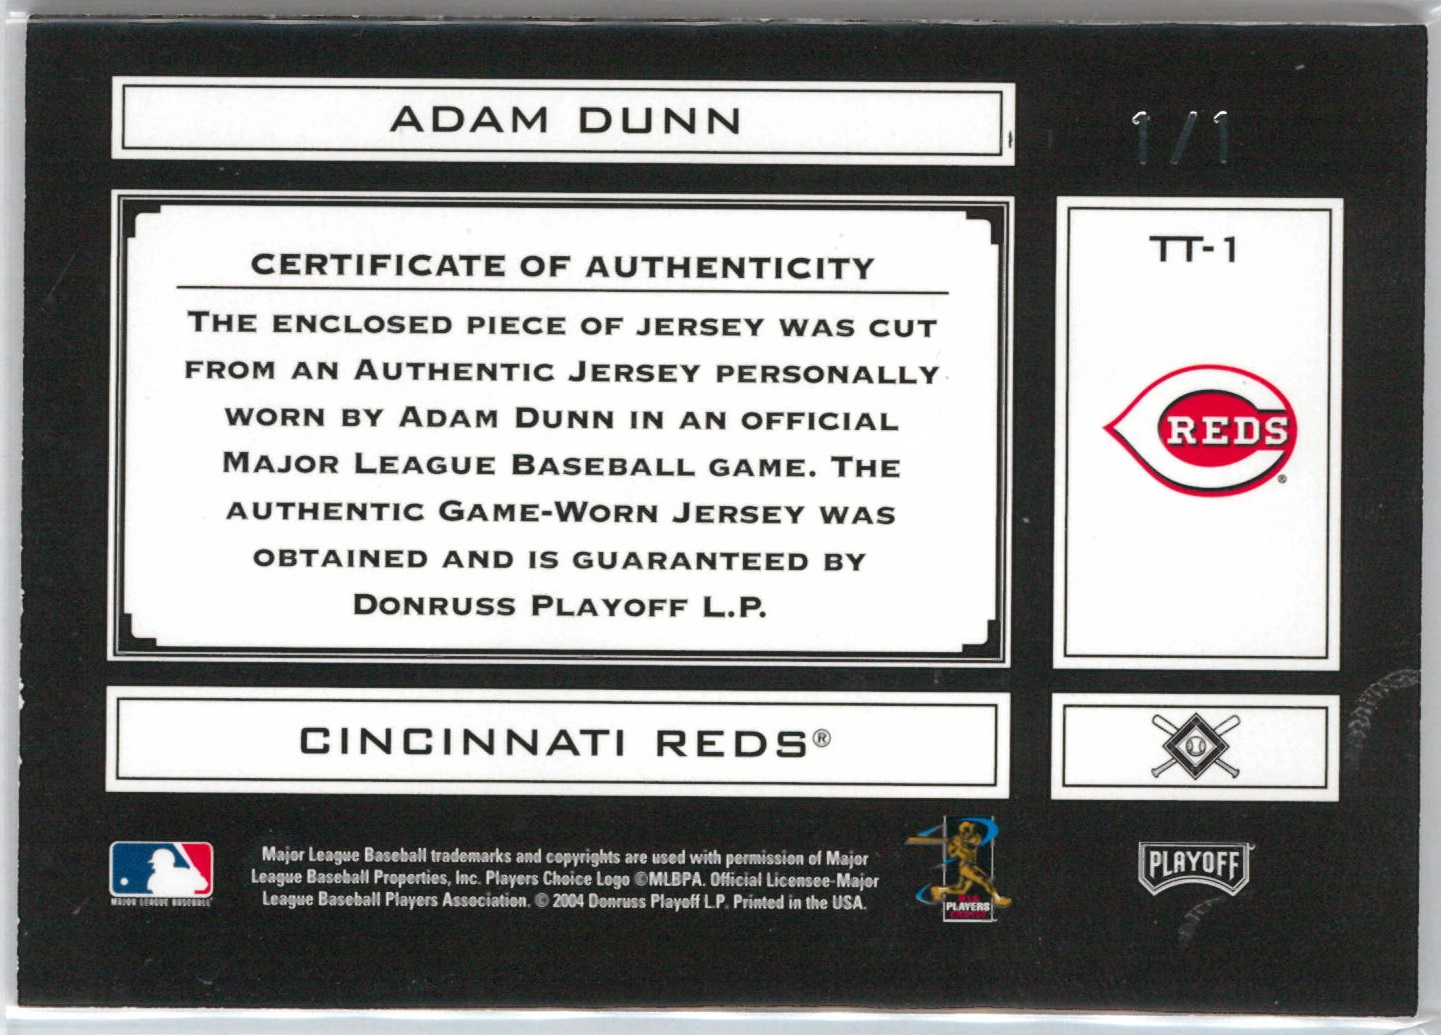 ADAM DUNN
1/1
CERTIFICATE OF AUTHENTICITY
THE ENCLOSED PIECE OF JERSEY WAS CUT
FROM AN AUTHENTIC JERSEY PERSONALLY
WORN BY ADAM DUNN IN AN OFFICIAL
MAJOR LEAGUE BASEBALL GAME. THE
AUTHENTIC GAME-WORN JERSEY WAS
OBTAINED AND IS GUARANTEED BY
DONRUSS PLAYOFF L.P.
TT-1
REDS®
CINCINNATI REDS®
MAJOR LEAGUE BASEBALL
Major League Baseball trademarks and copyrights are used with permission of Major
League Baseball Properties, Inc. Players Choice Logo ©MLBPA. Official Licensee-Major
League Baseball Players Association. © 2004 Donruss Playoff L.P. Printed in the USA.
PLAYERS
CHOICE
PLAYOFF